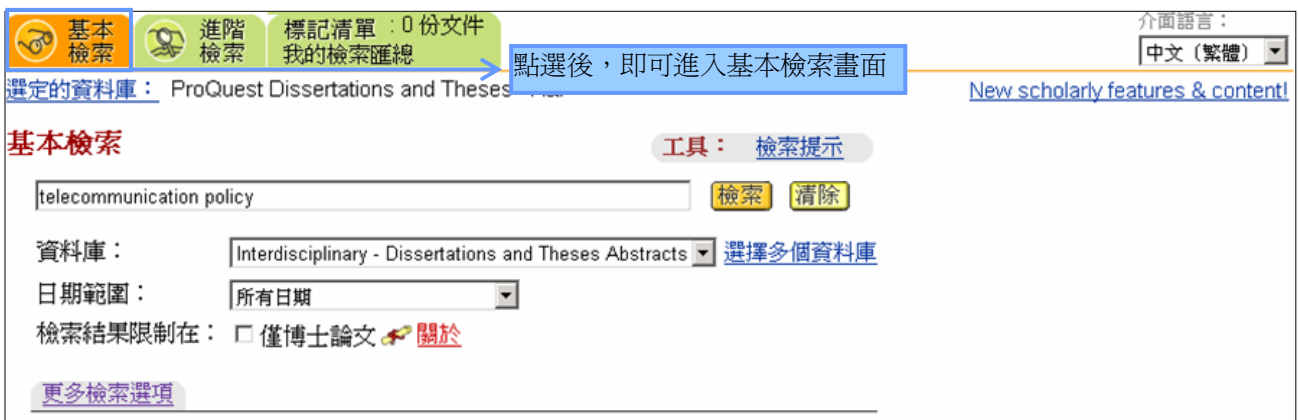 基本
檢索
進階
檢索
標記清單 : 0 份文件
我的檢索匯總
點選後，即可進入基本檢索畫面
介面語言：
中文 (繁體)
選定的資料庫： ProQuest Dissertations and Theses
New scholarly features & content!
基本檢索
工具： 檢索提示
telecommunication policy
檢索 清除
資料庫： Interdisciplinary - Dissertations and Theses Abstracts 選擇多個資料庫
日期範圍： 所有日期
檢索結果限制在： 僅博士論文 關於
更多檢索選項